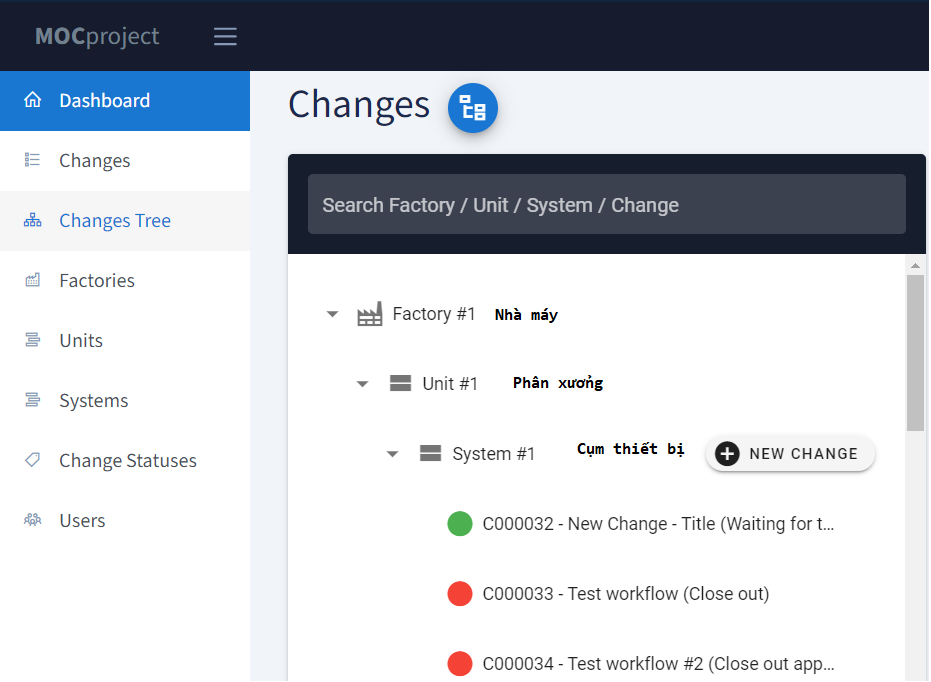 MOCproject
Dashboard
Changes
Changes Tree
Factories
Units
Systems
Change Statuses
Users
Changes
Search Factory / Unit / System / Change
Factory #1 Nhà máy
Unit #1 Phân xưởng
System #1 Cụm thiết bị NEW CHANGE
C000032 - New Change - Title (Waiting for t...
C000033 - Test workflow (Close out)
C000034 - Test workflow #2 (Close out app...